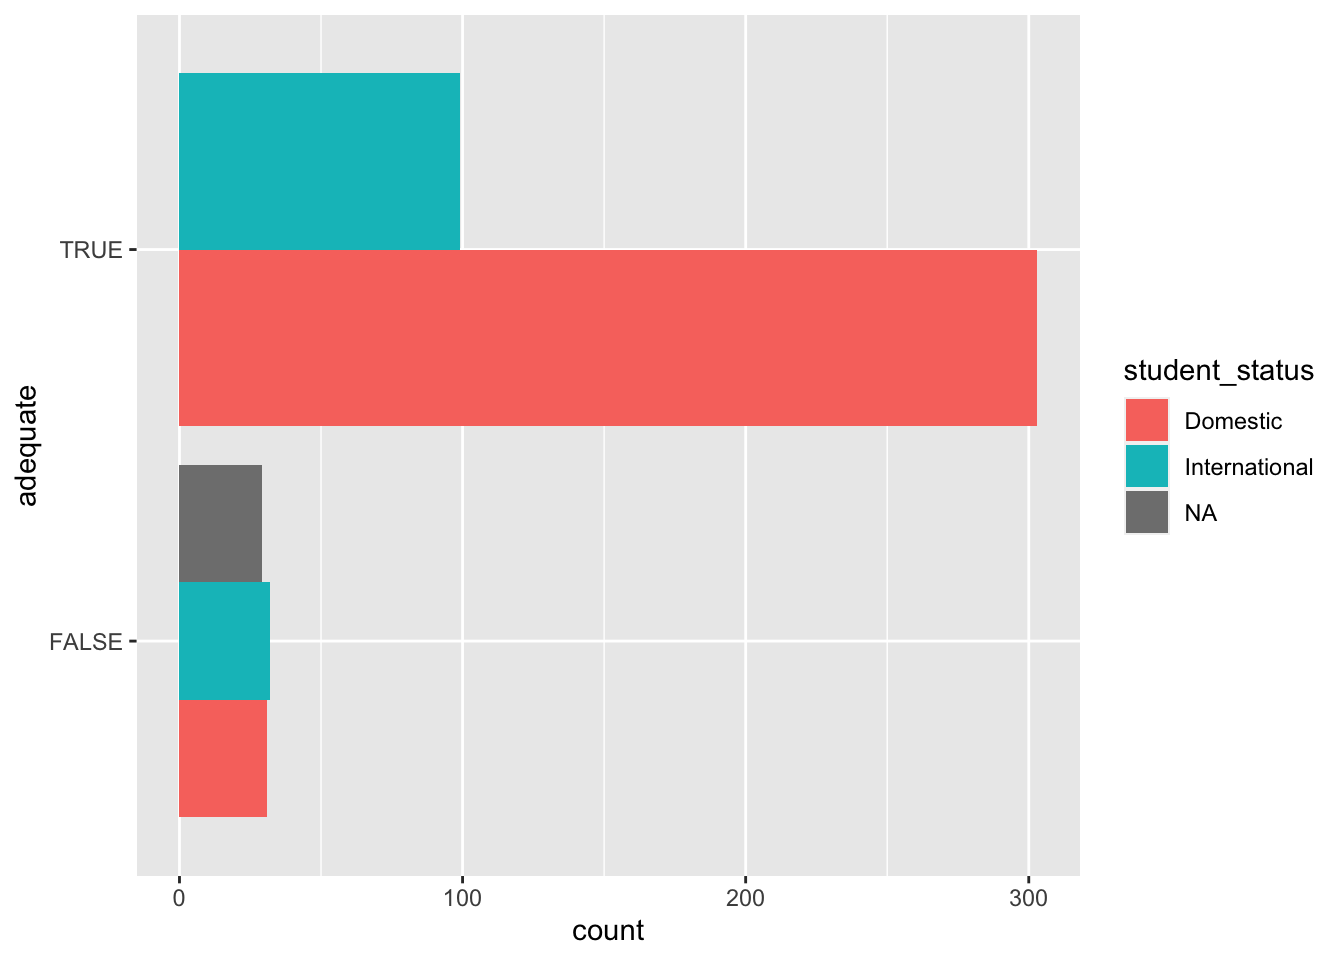 adequate
TRUE
FALSE
0 100 200 300
count
student_status
Domestic
International
NA